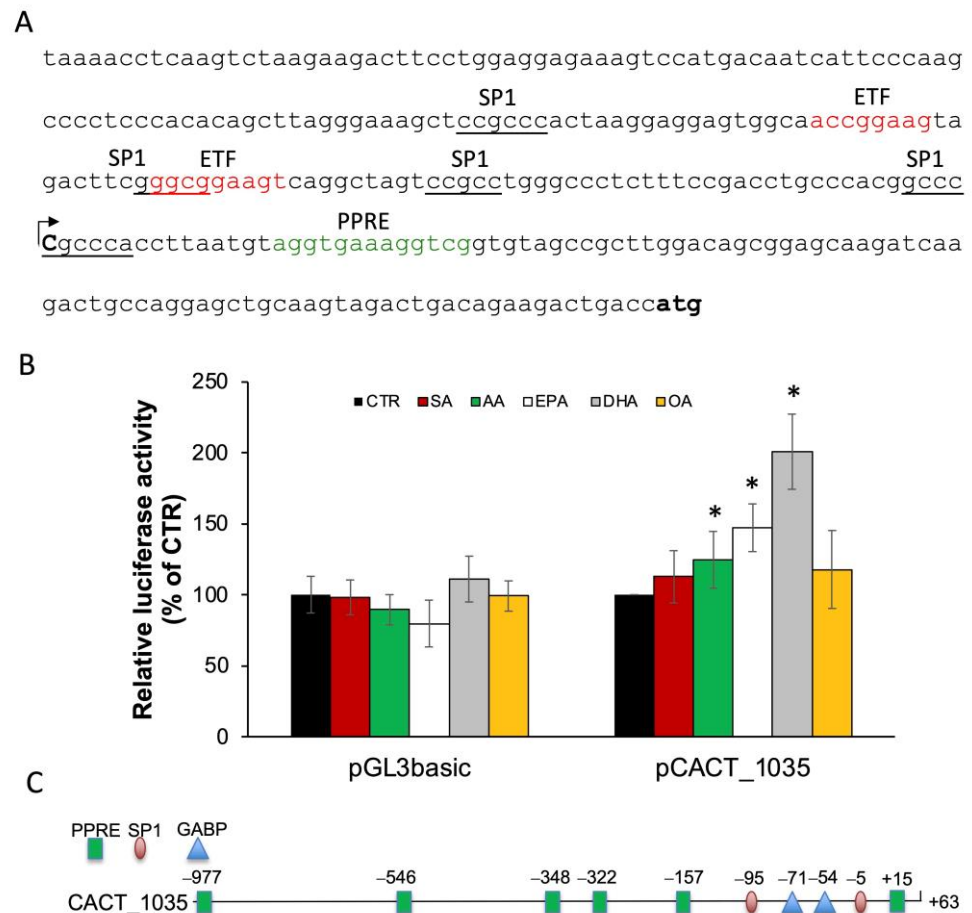 A
taaaacctcaagtctaagaagacttcctggaggagaaagtccatgacaatcattcccaag
SP1 ETF
cccctcccacacagcttagggaaagctccgcccactaaggaggagtggcaaccggaagta
SP1 ETF SP1 SP1
gacttcgggcggaagtcaggctagtccgcctgggccctctttccgacctgcccacggccc
PPRE
cgcccaccttaatgtaggtgaaaggtcggtgtagccgcttggacagcggagcaagatcaa
gactgccaggagctgcaagtagactgacagaagactgaccatg
B
Relative luciferase activity
(% of CTR)
250
200
150
100
50
0
CTR SA AA EPA DHA OA
* * *
pGL3basic pCACT_1035
C
PPRE SP1 GABP
–977 –546 –348 –322 –157 –95 –71 –54 –5 +15
CACT_1035 +63